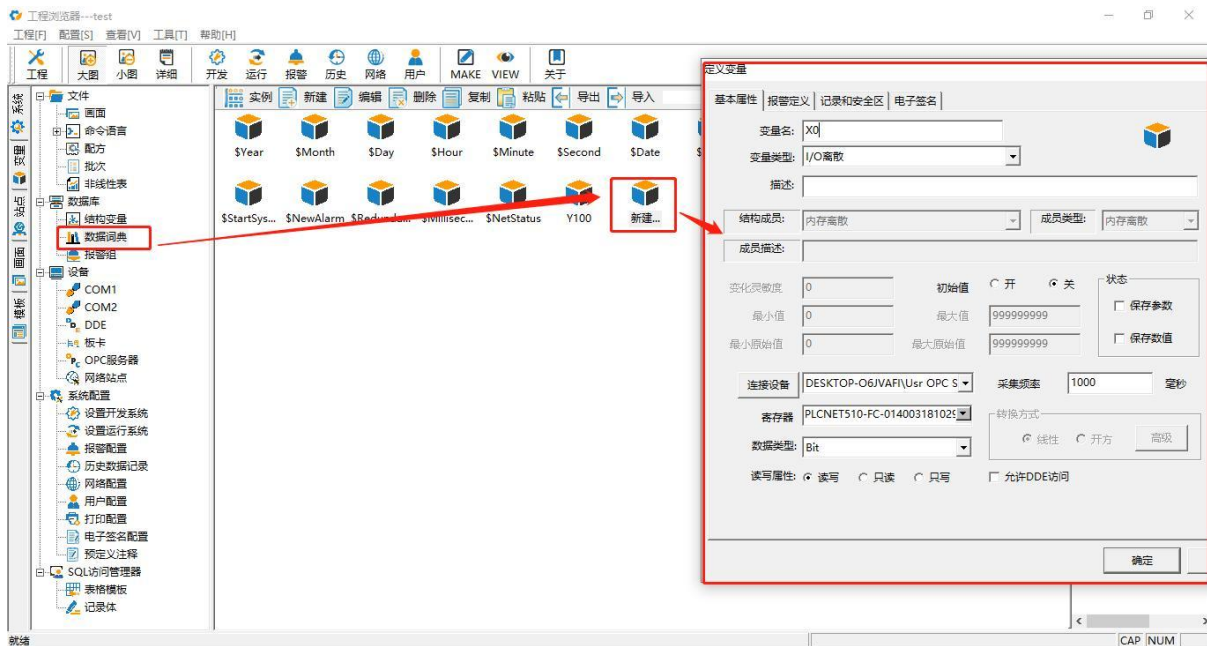 工程浏览器---test
工程[F] 配置[S] 查看[V] 工具[T] 帮助[H]
工程 大图 小图 详细 开发 运行 报警 历史 网络 用户 MAKE VIEW 关于
系统
变量
站点
画面
模板
文件
画面
命令语言
配方
批次
非线性表
数据库
结构变量
数据词典
报警组
设备
COM1
COM2
DDE
板卡
OPC服务器
网络站点
系统配置
设置开发系统
设置运行系统
报警配置
历史数据记录
网络配置
用户配置
打印配置
电子签名配置
预定义注释
SQL访问管理器
表格模板
记录体
实例 新建 编辑 删除 复制 粘贴 导出 导入
$Year $Month $Day $Hour $Minute $Second $Date
$StartSys... $NewAlarm $Redunda... $Millisec... $NetStatus Y100 新建...
定义变量
基本属性 报警定义 记录和安全区 电子签名
变量名: X0
变量类型: I/O离散
描述:
结构成员: 内存离散 成员类型: 内存离散
成员描述:
变化灵敏度 0 初始值 开 关 状态
最小值 0 最大值 999999999 保存参数
最小原始值 0 最大原始值 999999999 保存数值
连接设备 DESKTOP-O6JVAFI\Usr OPC S 采集频率 1000 毫秒
寄存器 PLCNET510-FC-01400318102S 转换方式
线性 开方 高级
数据类型: Bit
读写属性: 读写 只读 只写 允许DDE访问
确定
就绪 CAP NUM